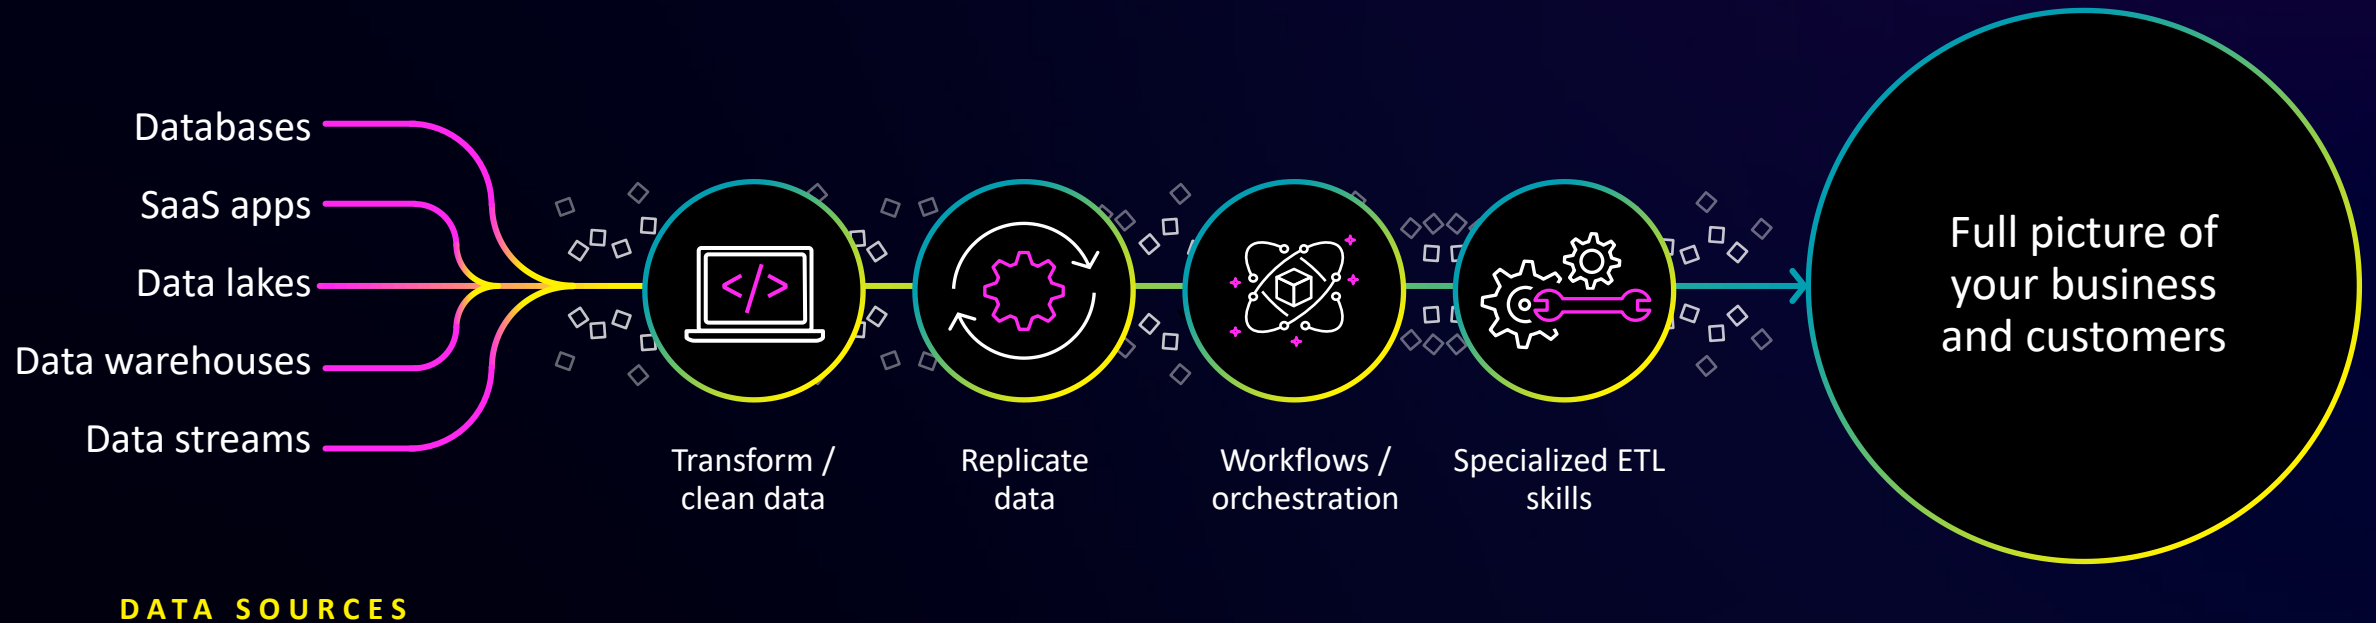 Databases
SaaS apps
Data lakes
Data warehouses
Data streams
DATA SOURCES
</>
Transform /
clean data
Replicate
data
Workflows /
orchestration
Specialized ETL
skills
Full picture of
your business
and customers